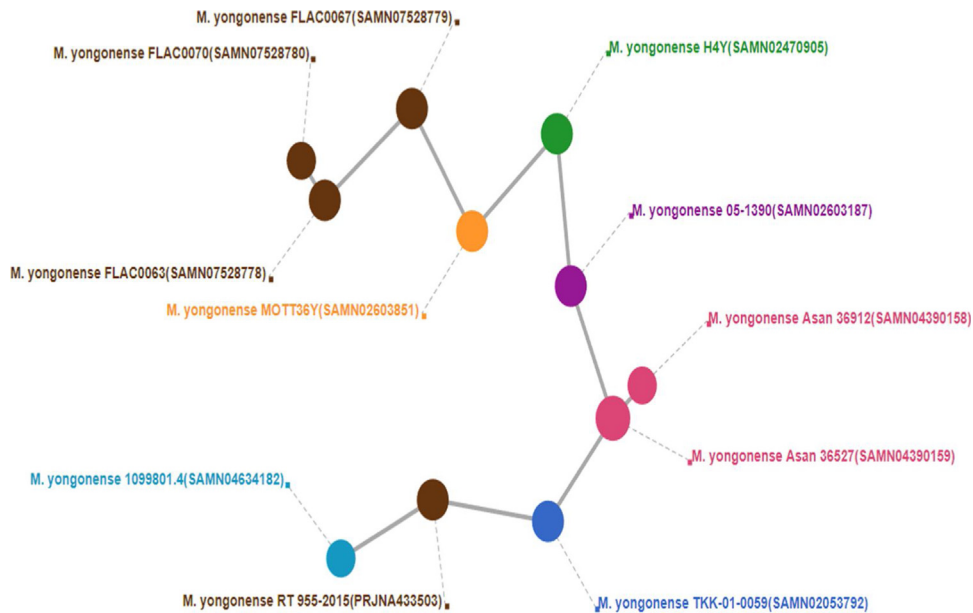 M. yongonense FLAC0067(SAMN07528779)
M. yongonense FLAC0070(SAMN07528780)
M. yongonense H4Y(SAMN02470905)
M. yongonense 05-1390(SAMN02603187)
M. yongonense FLAC0063(SAMN07528778)
M. yongonense MOTT36Y(SAMN02603851)
M. yongonense Asan 36912(SAMN04390158)
M. yongonense Asan 36527(SAMN04390159)
M. yongonense 1099801.4(SAMN04634182)
M. yongonense RT 955-2015(PRJNA433503)
M. yongonense TKK-01-0059(SAMN02053792)